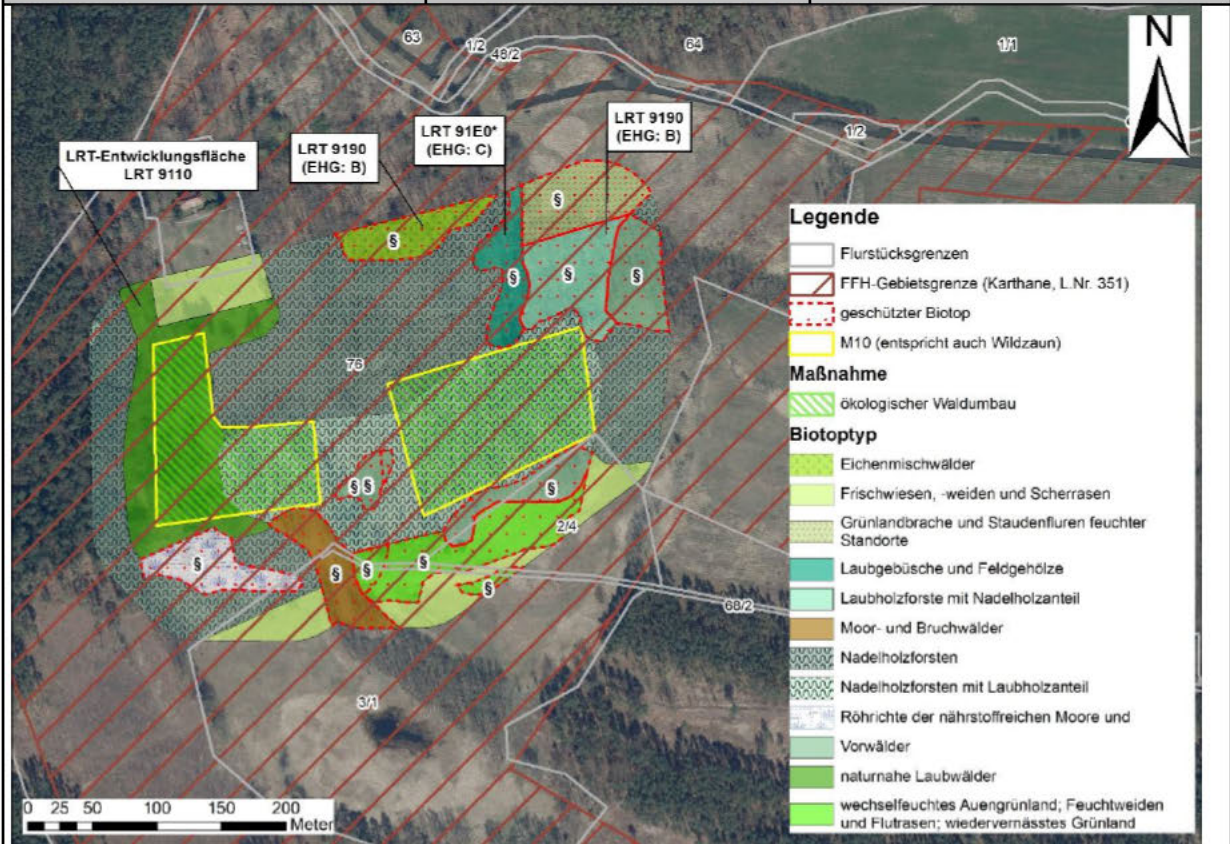 63
1/2
48/2
64
1/1
N
LRT-Entwicklungsfläche
LRT 9110
LRT 9190
(EHG: B)
LRT 91E0*
(EHG: C)
LRT 9190
(EHG: B)
1/2
§
§
§
§
§
76
§ §
§
2/4
§
§
§
§
§
68/2
3/1
0 25 50 100 150 200
Meter
Legende
Flurstücksgrenzen
FFH-Gebietsgrenze (Karthane, L.Nr. 351)
geschützter Biotop
M10 (entspricht auch Wildzaun)
Maßnahme
ökologischer Waldumbau
Biotoptyp
Eichenmischwälder
Frischwiesen, -weiden und Scherrasen
Grünlandbrache und Staudenfluren feuchter
Standorte
Laubgebüsche und Feldgehölze
Laubholzforste mit Nadelholzanteil
Moor- und Bruchwälder
Nadelholzforsten
Nadelholzforsten mit Laubholzanteil
Röhrichte der nährstoffreichen Moore und
Vorwälder
naturnahe Laubwälder
wechselfeuchtes Auengrünland; Feuchtweiden
und Flutrasen; wiedervernässtes Grünland